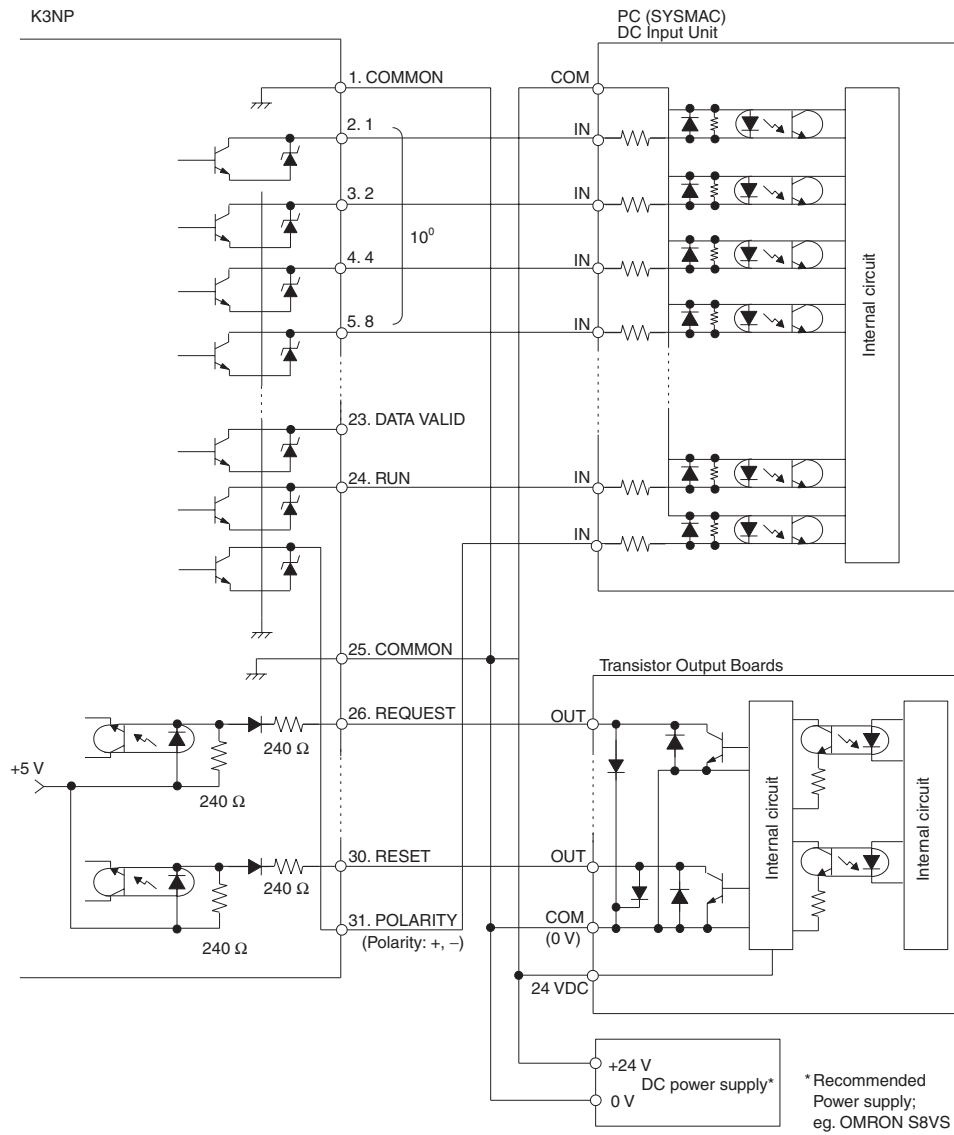 K3NP
PC (SYSMAC)
DC Input Unit
1. COMMON
COM
2. 1
IN
3. 2
IN
10⁰
4. 4
IN
5. 8
IN
Internal circuit
23. DATA VALID
24. RUN
IN
IN
25. COMMON
Transistor Output Boards
26. REQUEST
OUT
240 Ω
+5 V
240 Ω
Internal circuit
Internal circuit
30. RESET
OUT
240 Ω
31. POLARITY
(Polarity: +, –)
COM
(0 V)
240 Ω
24 VDC
+24 V
DC power supply*
0 V
* Recommended
Power supply;
eg. OMRON S8VS